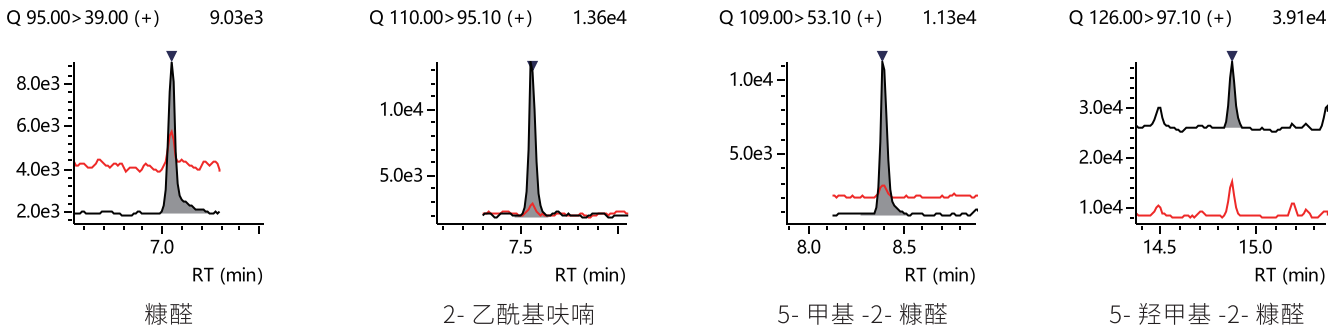 Q 95.00>39.00 (+) 9.03e3
8.0e3
6.0e3
4.0e3
2.0e3
7.0
RT (min)
糠醛
Q 110.00>95.10 (+) 1.36e4
1.0e4
5.0e3
7.5
RT (min)
2- 乙酰基呋喃
Q 109.00>53.10 (+) 1.13e4
1.0e4
5.0e3
8.0 8.5
RT (min)
5- 甲基 -2- 糠醛
Q 126.00>97.10 (+) 3.91e4
3.0e4
2.0e4
1.0e4
14.5 15.0
RT (min)
5- 羟甲基 -2- 糠醛